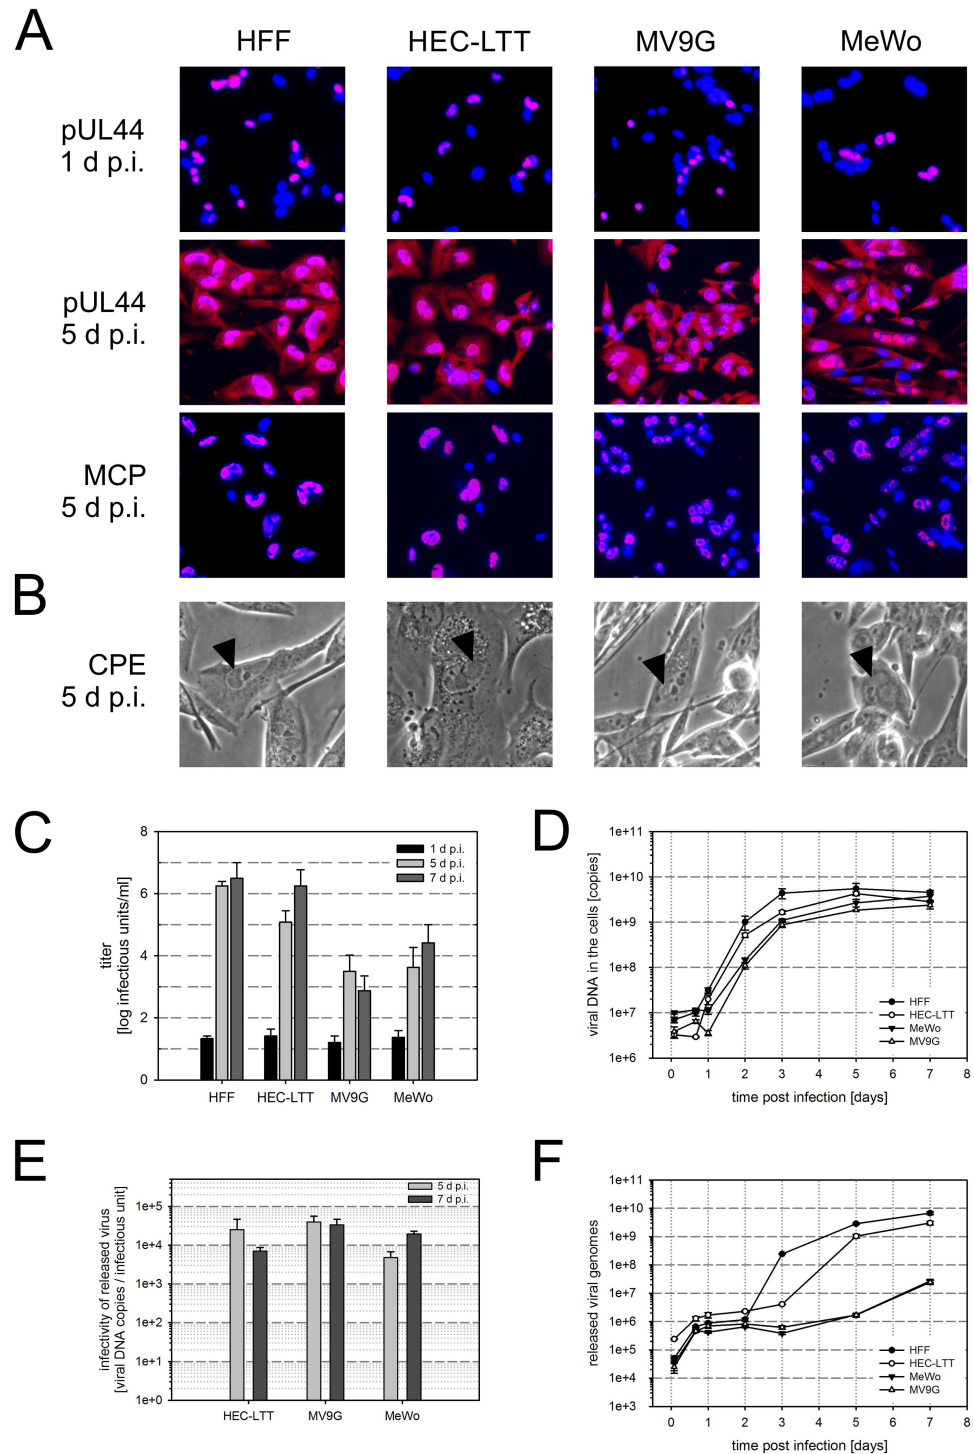 A
HFF
HEC-LTT
MV9G
MeWo
pUL44
1 d p.i.
pUL44
5 d p.i.
MCP
5 d p.i.
B
CPE
5 d p.i.
C
titer
[log infectious units/ml]
8
6
4
2
0
1 d p.i.
5 d p.i.
7 d p.i.
HFF
HEC-LTT
MV9G
MeWo
D
viral DNA in the cells [copies]
1e+11
1e+10
1e+9
1e+8
1e+7
1e+6
HFF
HEC-LTT
MeWo
MV9G
0 1 2 3 4 5 6 7 8
time post infection [days]
E
infectivity of released virus
[viral DNA copies / infectious unit]
1e+5
1e+4
1e+3
1e+2
1e+1
1e+0
5 d p.i.
7 d p.i.
HEC-LTT
MV9G
MeWo
F
released viral genomes
1e+11
1e+10
1e+9
1e+8
1e+7
1e+6
1e+5
1e+4
1e+3
HFF
HEC-LTT
MeWo
MV9G
0 1 2 3 4 5 6 7 8
time post infection [days]